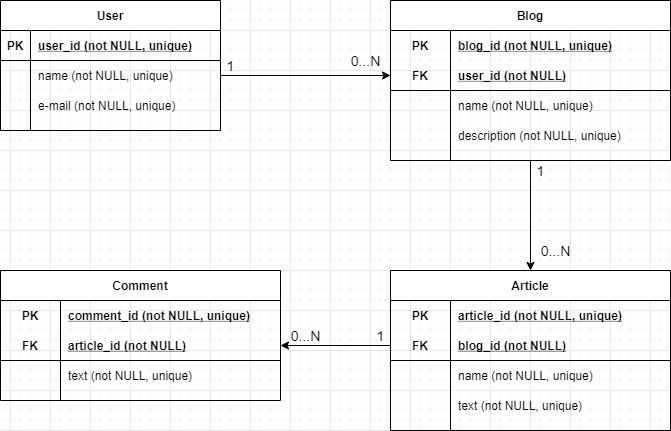 User
PK user_id (not NULL, unique)
name (not NULL, unique)
e-mail (not NULL, unique)
1
0...N
Blog
PK blog_id (not NULL, unique)
FK user_id (not NULL)
name (not NULL, unique)
description (not NULL, unique)
1
0...N
Comment
PK comment_id (not NULL, unique)
FK article_id (not NULL)
text (not NULL, unique)
0...N
1
Article
PK article_id (not NULL, unique)
FK blog_id (not NULL)
name (not NULL, unique)
text (not NULL, unique)